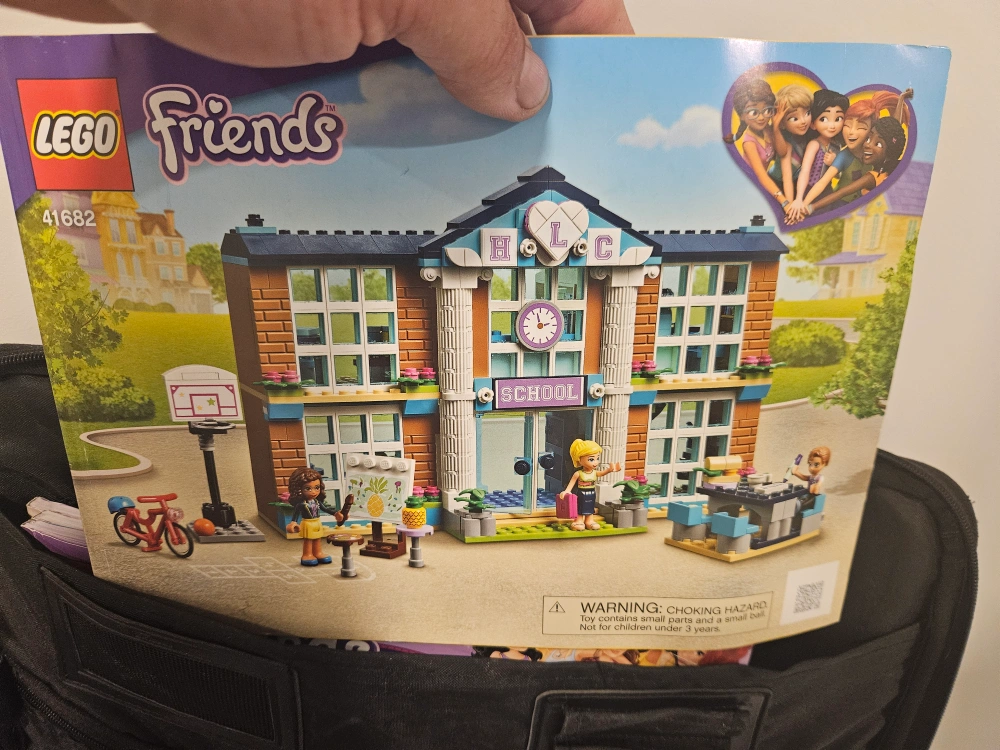 LEGO
friends™
41682
H L C
SCHOOL
WARNING: CHOKING HAZARD.
Toy contains small parts and a small ball.
Not for children under 3 years.